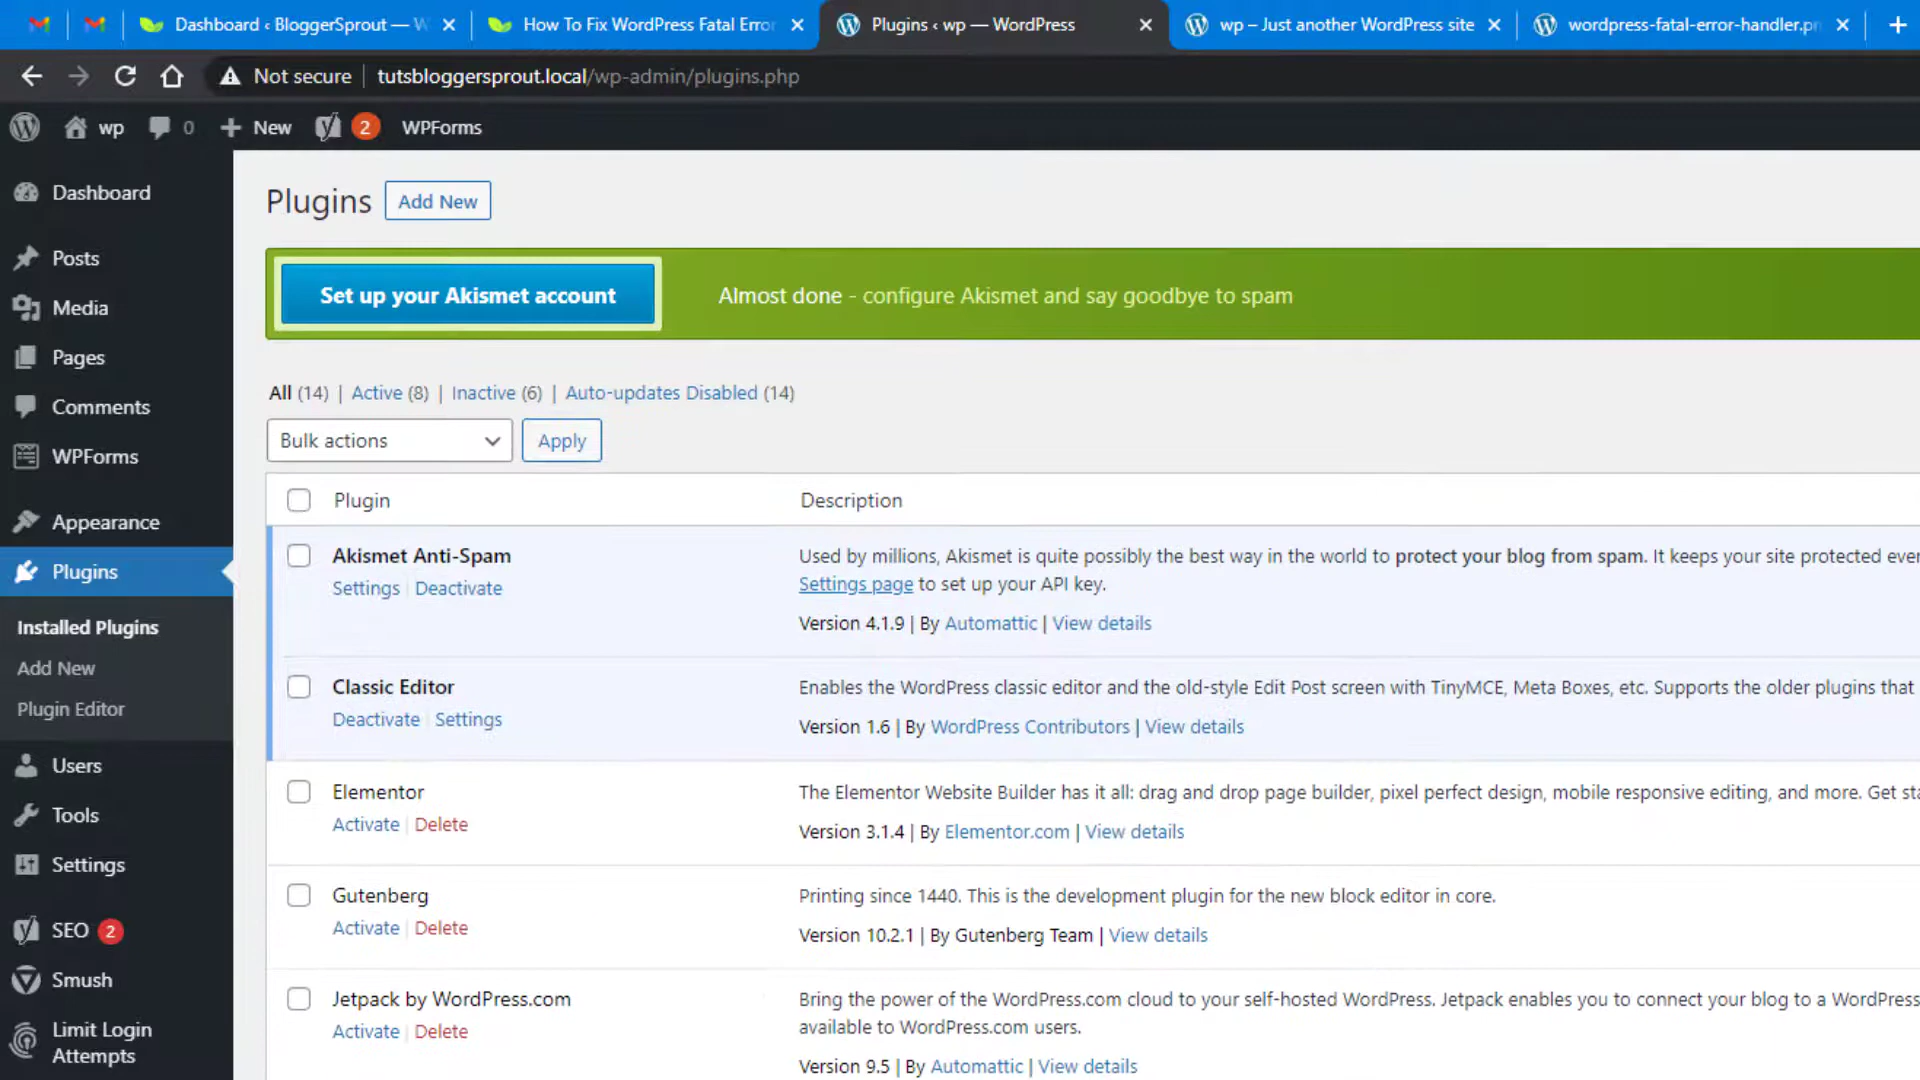 Dashboard ‹ BloggerSprout — W
How To Fix WordPress Fatal Error
Plugins ‹ wp — WordPress
wp – Just another WordPress site
wordpress-fatal-error-handler.pn
Not secure
tutsbloggersprout.local/wp-admin/plugins.php
wp
0
New
2
WPForms
Dashboard
Posts
Media
Pages
Comments
WPForms
Appearance
Plugins
Installed Plugins
Add New
Plugin Editor
Users
Tools
Settings
SEO 2
Smush
Limit Login
Attempts
Plugins
Add New
Set up your Akismet account
Almost done - configure Akismet and say goodbye to spam
All (14) | Active (8) | Inactive (6) | Auto-updates Disabled (14)
Bulk actions
Apply
Plugin
Description
Akismet Anti-Spam
Settings | Deactivate
Used by millions, Akismet is quite possibly the best way in the world to protect your blog from spam. It keeps your site protected ever
Settings page to set up your API key.
Version 4.1.9 | By Automattic | View details
Classic Editor
Deactivate | Settings
Enables the WordPress classic editor and the old-style Edit Post screen with TinyMCE, Meta Boxes, etc. Supports the older plugins that
Version 1.6 | By WordPress Contributors | View details
Elementor
Activate | Delete
The Elementor Website Builder has it all: drag and drop page builder, pixel perfect design, mobile responsive editing, and more. Get sta
Version 3.1.4 | By Elementor.com | View details
Gutenberg
Activate | Delete
Printing since 1440. This is the development plugin for the new block editor in core.
Version 10.2.1 | By Gutenberg Team | View details
Jetpack by WordPress.com
Activate | Delete
Bring the power of the WordPress.com cloud to your self-hosted WordPress. Jetpack enables you to connect your blog to a WordPress
available to WordPress.com users.
Version 9.5 | By Automattic | View details